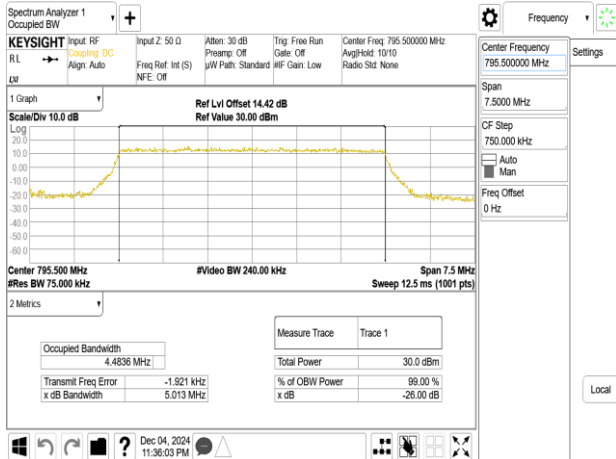 Spectrum Analyzer 1
Occupied BW
+
Frequency
KEYSIGHT
RL
LXI
Input: RF
Coupling: DC
Align: Auto
Input Z: 50 Ω
Freq Ref: Int (S)
NFE: Off
Atten: 30 dB
Preamp: Off
µW Path: Standard
Trig: Free Run
Gate: Off
#IF Gain: Low
Center Freq: 795.500000 MHz
Avg|Hold: 10/10
Radio Std: None
Center Frequency
795.500000 MHz
Settings
Span
7.5000 MHz
CF Step
750.000 kHz
Auto
Man
Freq Offset
0 Hz
Local
1 Graph
Scale/Div 10.0 dB
Ref Lvl Offset 14.42 dB
Ref Value 30.00 dBm
Log
20.0
10.0
0.00
-10.0
-20.0
-30.0
-40.0
-50.0
-60.0
Center 795.500 MHz
#Video BW 240.00 kHz
Span 7.5 MHz
#Res BW 75.000 kHz
Sweep 12.5 ms (1001 pts)
2 Metrics
Measure Trace Trace 1
Occupied Bandwidth
4.4836 MHz
Total Power 30.0 dBm
Transmit Freq Error -1.921 kHz
% of OBW Power 99.00 %
x dB Bandwidth 5.013 MHz
x dB -26.00 dB
?
Dec 04, 2024
11:36:03 PM